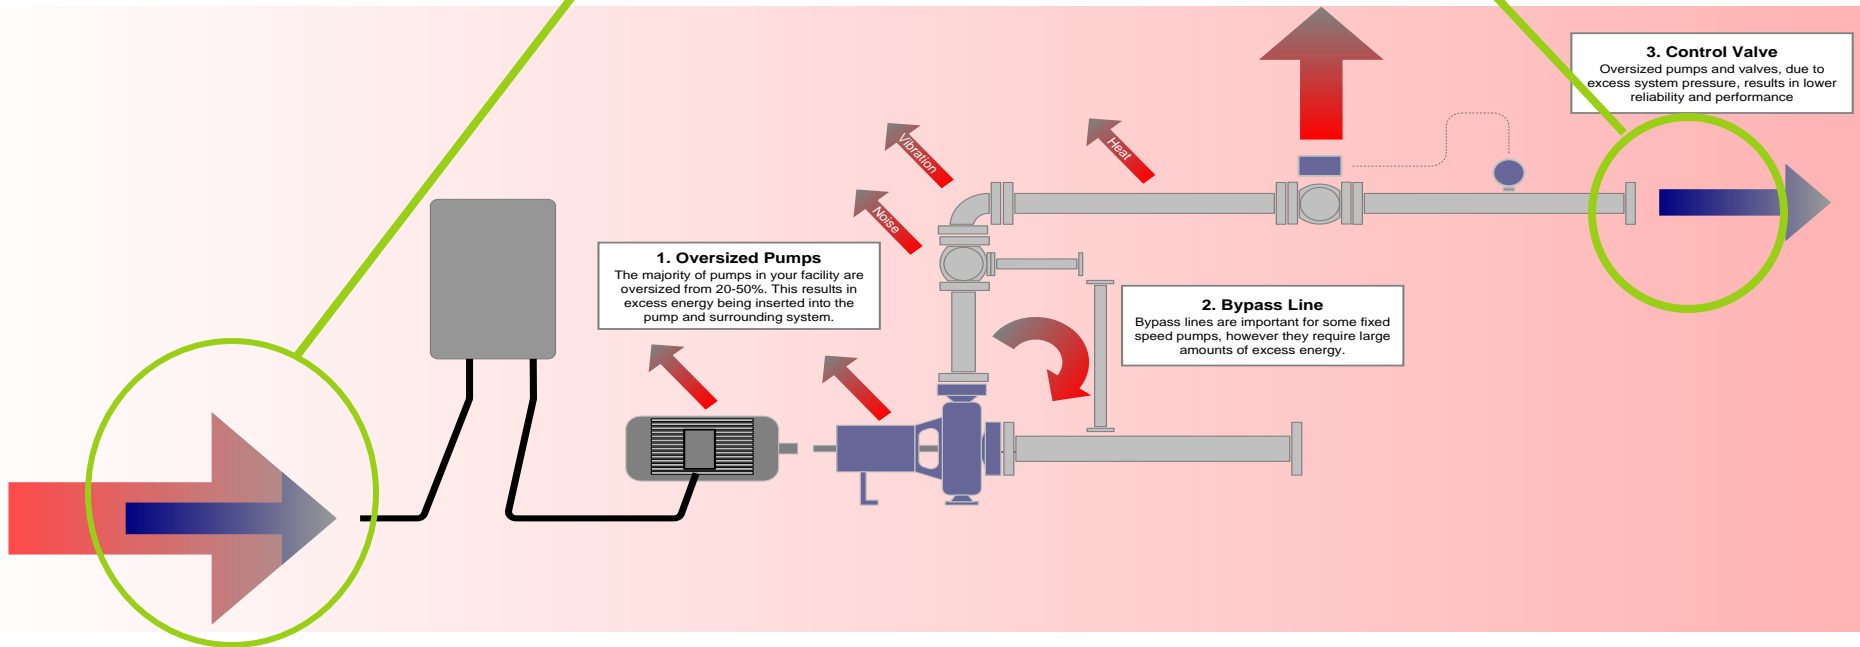 3. Control Valve
Oversized pumps and valves, due to
excess system pressure, results in lower
reliability and performance
Vibration
Heat
Noise
1. Oversized Pumps
The majority of pumps in your facility are
oversized from 20-50%. This results in
excess energy being inserted into the
pump and surrounding system.
2. Bypass Line
Bypass lines are important for some fixed
speed pumps, however they require large
amounts of excess energy.